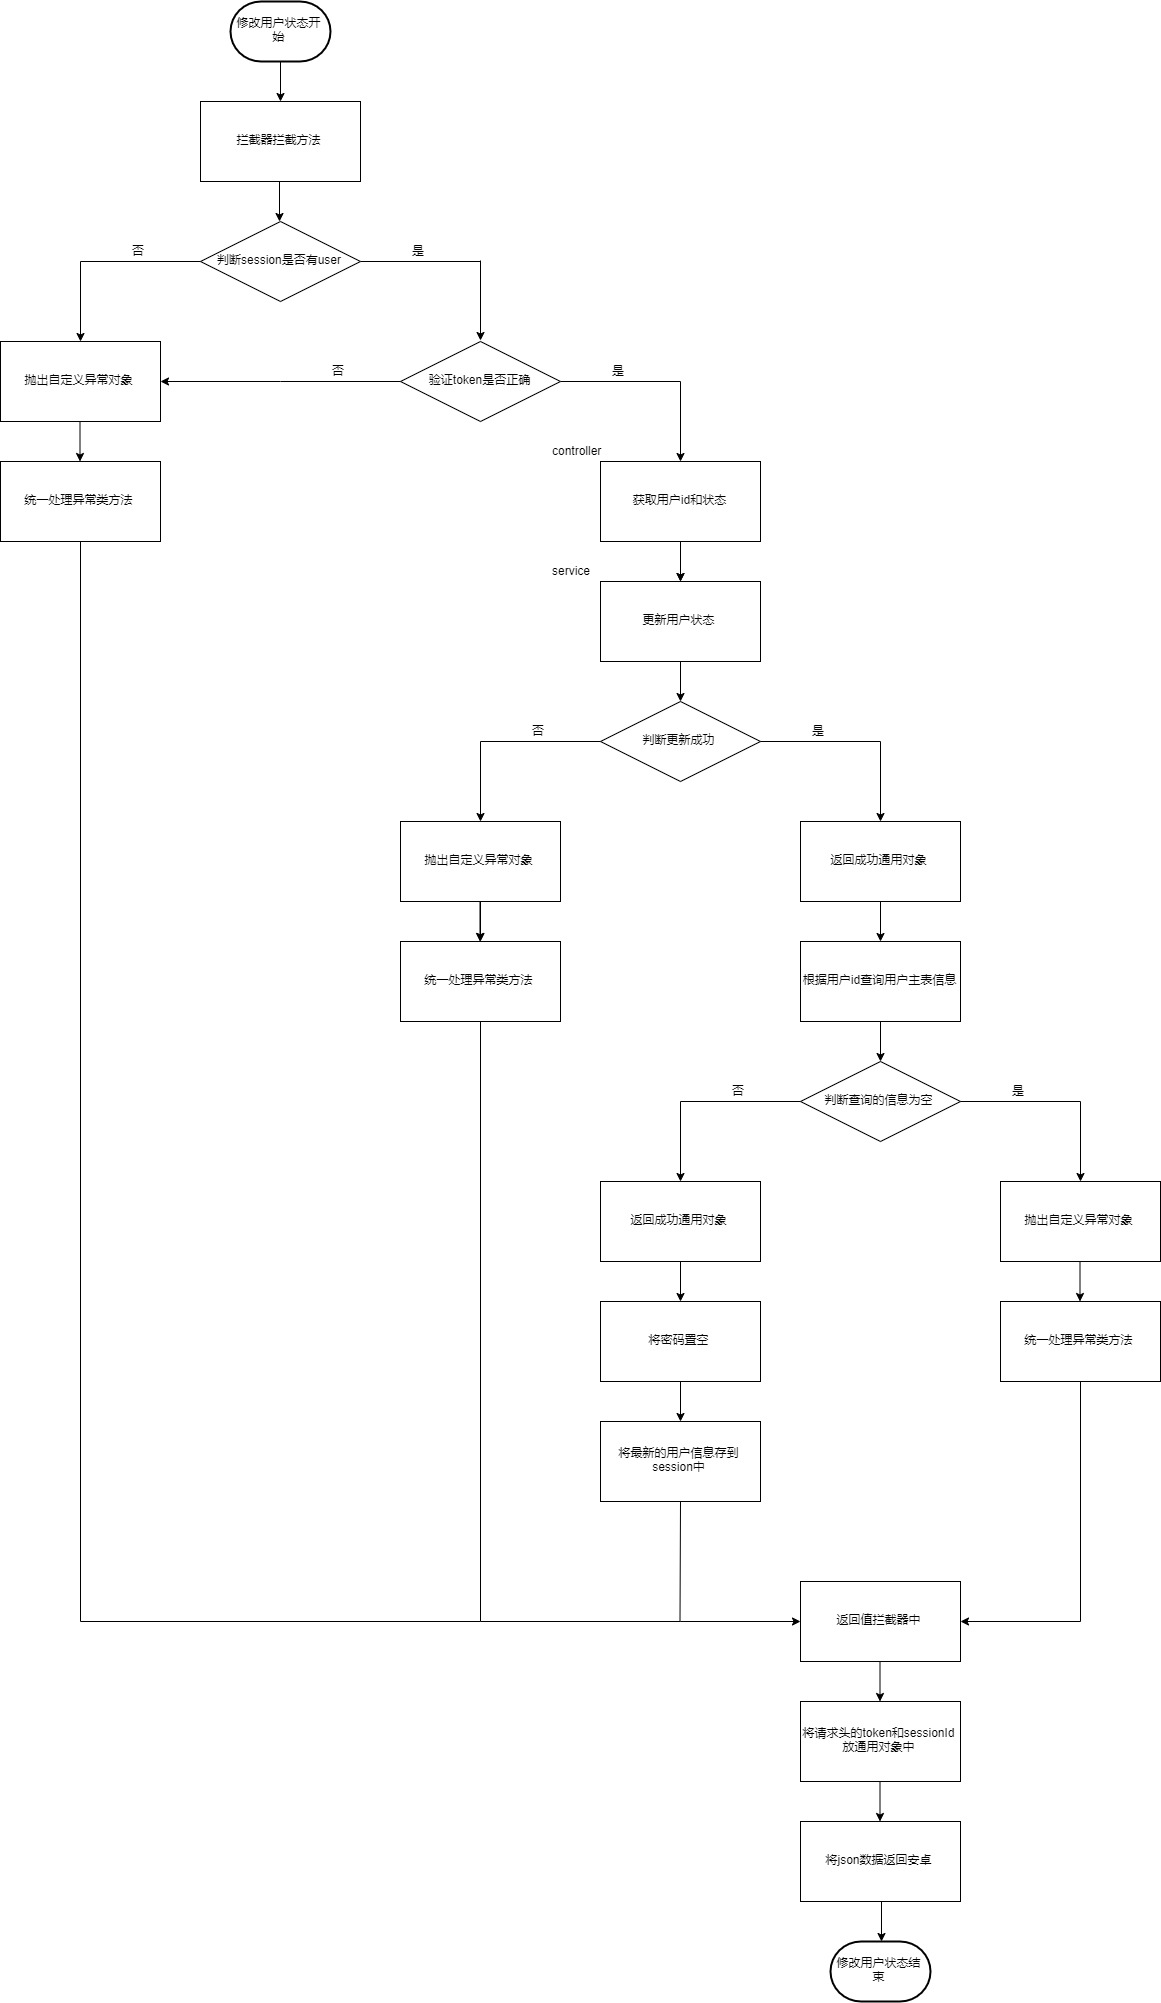 修改用户状态开
始
拦截器拦截方法
判断session是否有user
否
是
抛出自定义异常对象
否
验证token是否正确
是
统一处理异常类方法
controller
获取用户id和状态
service
更新用户状态
否
判断更新成功
是
抛出自定义异常对象
返回成功通用对象
统一处理异常类方法
根据用户id查询用户主表信息
否
判断查询的信息为空
是
返回成功通用对象
抛出自定义异常对象
将密码置空
统一处理异常类方法
将最新的用户信息存到
session中
返回值拦截器中
将请求头的token和sessionId
放通用对象中
将json数据返回安卓
修改用户状态结
束